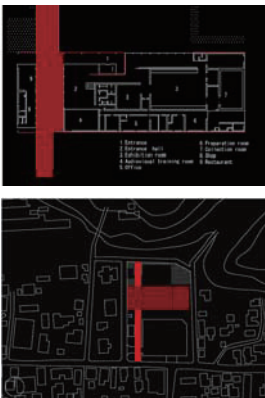 1 Entrance
2 Entrance hall
3 Exhibition room
4 Audiovisual training room
5 Office
6 Preparation room
7 Collection room
8 Shop
9 Restaurant